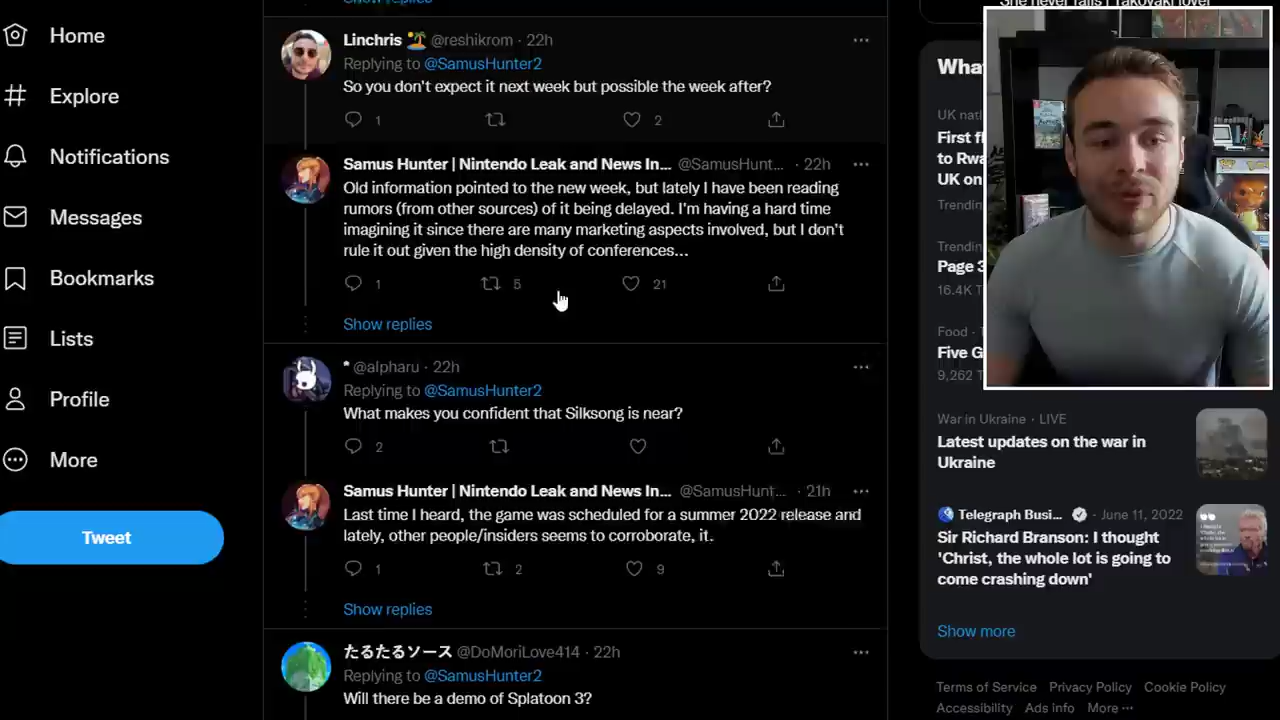 Home
Explore
Notifications
Messages
Bookmarks
Lists
Profile
More
Tweet
Show replies
Linchris 🏝️ @reshikrom · 22h
Replying to @SamusHunter2
So you don't expect it next week but possible the week after?
1
2
Samus Hunter | Nintendo Leak and News In... @SamusHunt... · 22h
Old information pointed to the new week, but lately I have been reading
rumors (from other sources) of it being delayed. I'm having a hard time
imagining it since there are many marketing aspects involved, but I don't
rule it out given the high density of conferences...
1
5
21
Show replies
* @alpharu · 22h
Replying to @SamusHunter2
What makes you confident that Silksong is near?
2
Samus Hunter | Nintendo Leak and News In... @SamusHunt... · 21h
Last time I heard, the game was scheduled for a summer 2022 release and
lately, other people/insiders seems to corroborate, it.
1
2
9
Show replies
たるたるソース @DoMoriLove414 · 22h
Replying to @SamusHunter2
Will there be a demo of Splatoon 3?
She never falls | Takoyaki lover
What
UK nati
First fl
to Rwa
UK on
Trendin
Trendin
Page 3
16.4K T
Food · T
Five G
9,262 T
War in Ukraine · LIVE
Latest updates on the war in
Ukraine
Telegraph Busi... · June 11, 2022
Sir Richard Branson: I thought
'Christ, the whole lot is going to
come crashing down'
Show more
Terms of Service Privacy Policy Cookie Policy
Accessibility Ads info More ···